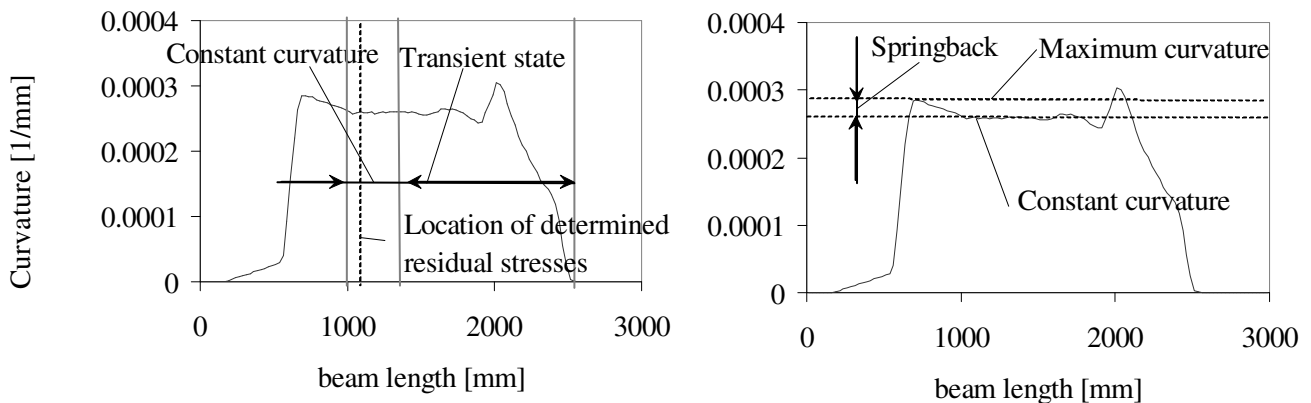 Curvature [1/mm]
0.0004
0.0003
0.0002
0.0001
0
Constant curvature
Transient state
Location of determined
residual stresses
0
1000
2000
3000
beam length [mm]
0.0004
0.0003
0.0002
0.0001
0
Springback
Maximum curvature
Constant curvature
0
1000
2000
3000
beam length [mm]